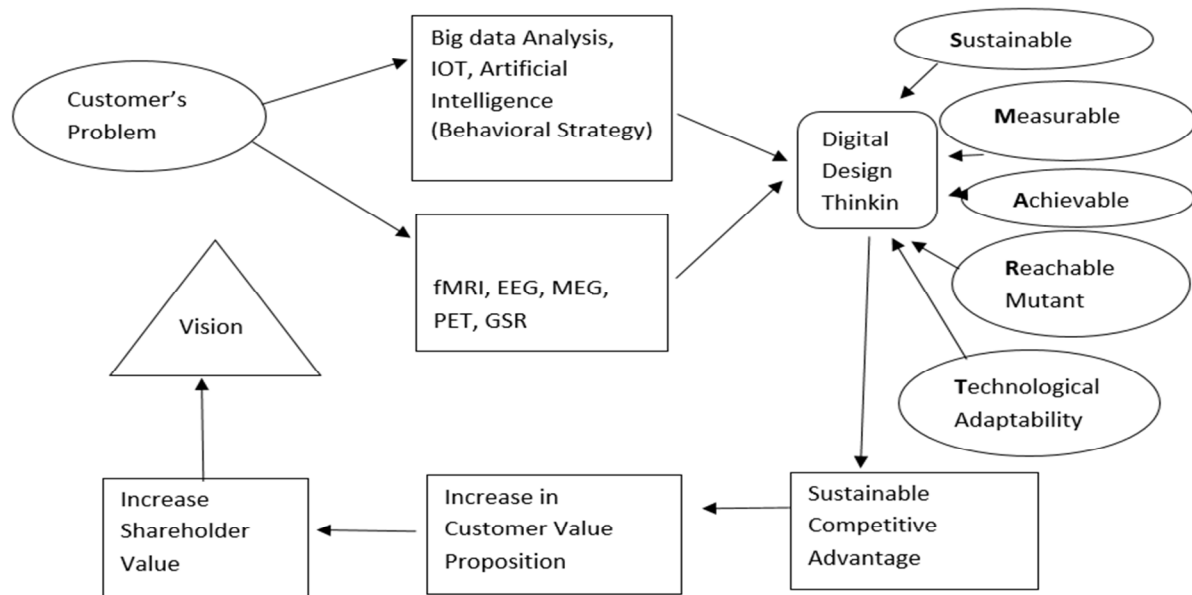 Customer's
Problem
Big data Analysis,
IOT, Artificial
Intelligence
(Behavioral Strategy)
fMRI, EEG, MEG,
PET, GSR
Digital
Design
Thinkin
Sustainable
Measurable
Achievable
Reachable
Mutant
Technological
Adaptability
Sustainable
Competitive
Advantage
Increase in
Customer Value
Proposition
Increase
Shareholder
Value
Vision